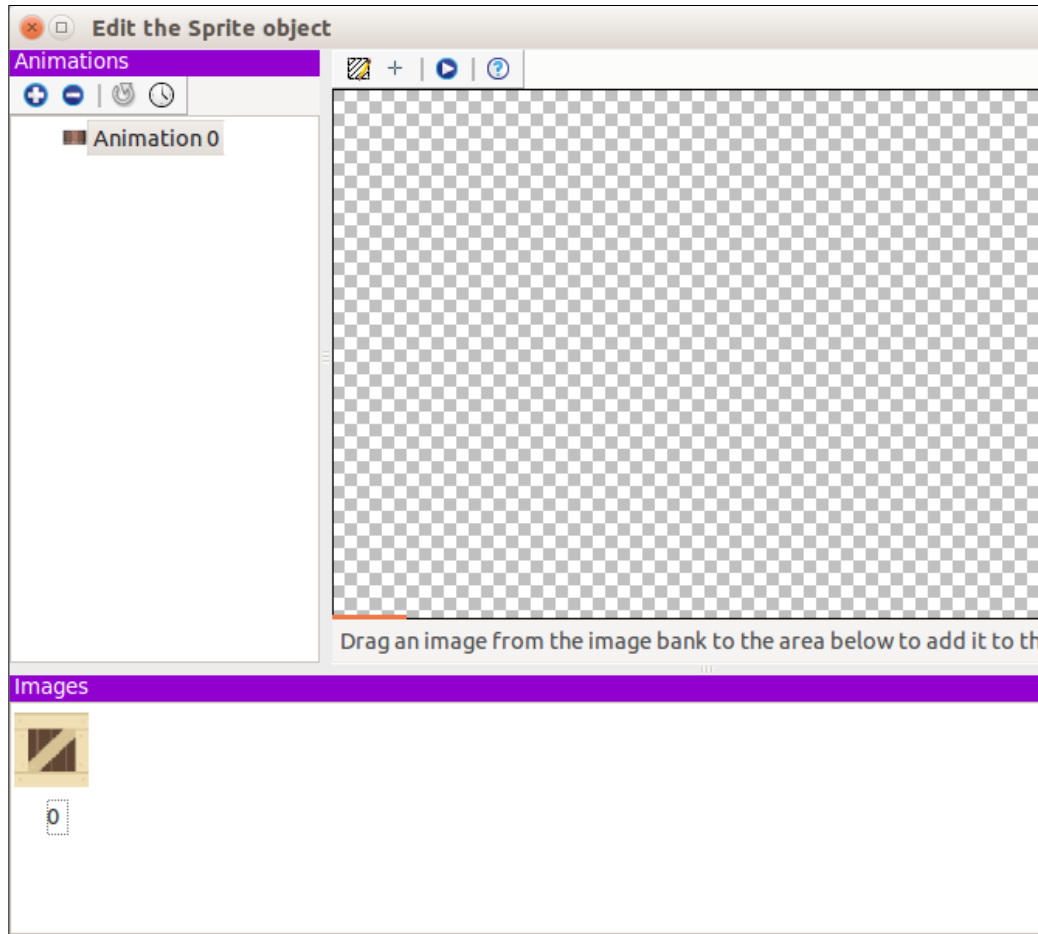 Edit the Sprite object
Animations
Animation 0
Drag an image from the image bank to the area below to add it to th
Images
0